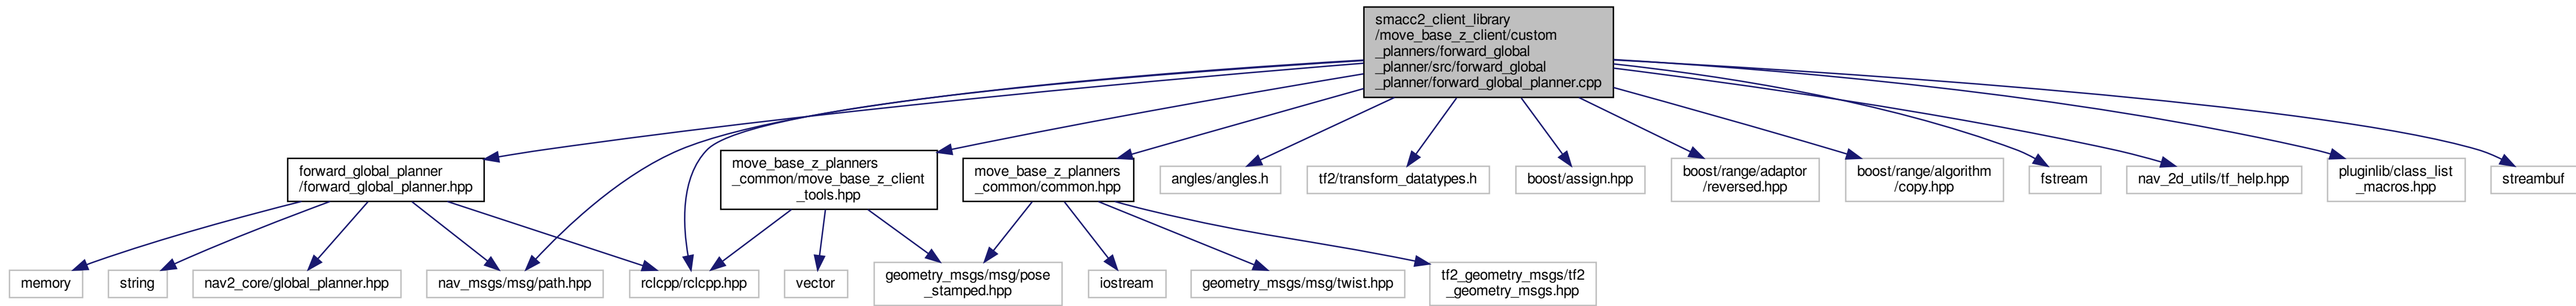 smacc2_client_library
/move_base_z_client/custom
_planners/forward_global
_planner/src/forward_global
_planner/forward_global_planner.cpp
forward_global_planner
/forward_global_planner.hpp
move_base_z_planners
_common/move_base_z_client
_tools.hpp
move_base_z_planners
_common/common.hpp
angles/angles.h
tf2/transform_datatypes.h
boost/assign.hpp
boost/range/adaptor
/reversed.hpp
boost/range/algorithm
/copy.hpp
fstream
nav_2d_utils/tf_help.hpp
pluginlib/class_list
_macros.hpp
streambuf
memory
string
nav2_core/global_planner.hpp
nav_msgs/msg/path.hpp
rclcpp/rclcpp.hpp
vector
geometry_msgs/msg/pose
_stamped.hpp
iostream
geometry_msgs/msg/twist.hpp
tf2_geometry_msgs/tf2
_geometry_msgs.hpp